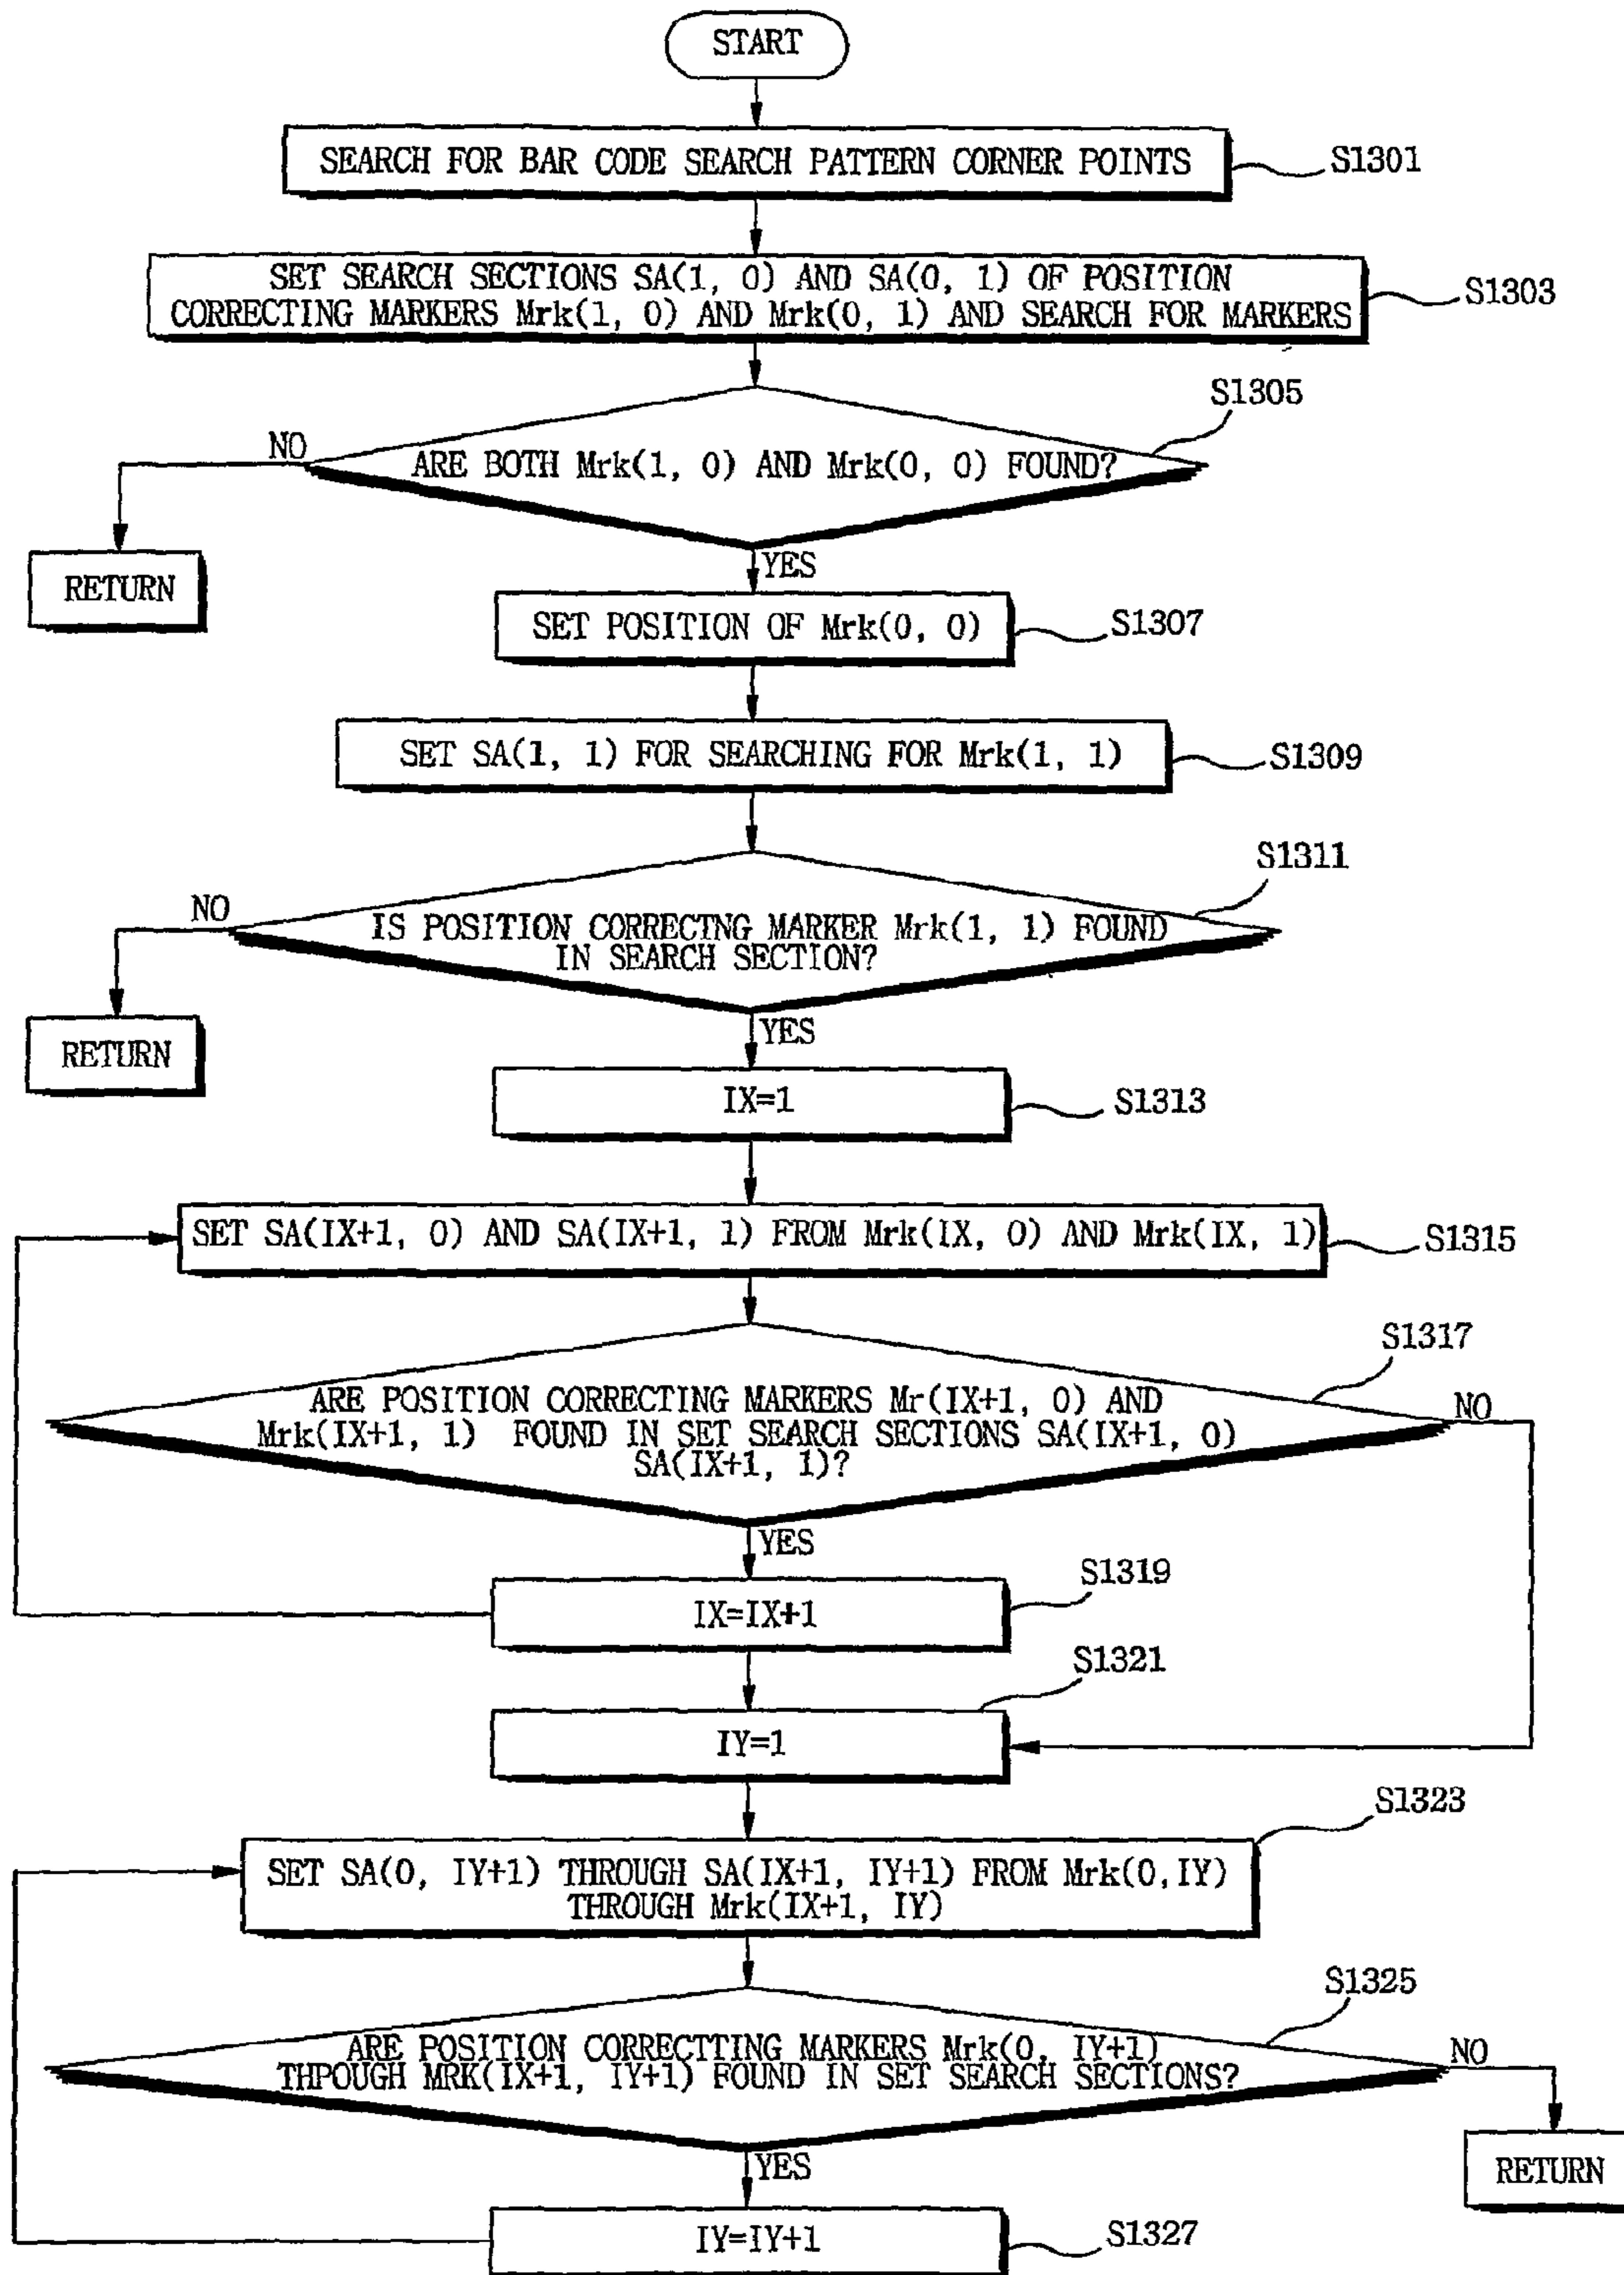 START
SEARCH FOR BAR CODE SEARCH PATTERN CORNER POINTS
S1301
SET SEARCH SECTIONS SA(1, 0) AND SA(0, 1) OF POSITION
CORRECTING MARKERS Mrk(1, 0) AND Mrk(0, 1) AND SEARCH FOR MARKERS
S1303
S1305
NO
ARE BOTH Mrk(1, 0) AND Mrk(0, 0) FOUND?
RETURN
YES
SET POSITION OF Mrk(0, 0)
S1307
SET SA(1, 1) FOR SEARCHING FOR Mrk(1, 1)
S1309
S1311
NO
IS POSITION CORRECTNG MARKER Mrk(1, 1) FOUND
IN SEARCH SECTION?
RETURN
YES
IX=1
S1313
SET SA(IX+1, 0) AND SA(IX+1, 1) FROM Mrk(IX, 0) AND Mrk(IX, 1)
S1315
S1317
ARE POSITION CORRECTING MARKERS Mr(IX+1, 0) AND
Mrk(IX+1, 1) FOUND IN SET SEARCH SECTIONS SA(IX+1, 0)
SA(IX+1, 1)?
NO
YES
S1319
IX=IX+1
S1321
IY=1
S1323
SET SA(0, IY+1) THROUGH SA(IX+1, IY+1) FROM Mrk(0,IY)
THROUGH Mrk(IX+1, IY)
S1325
ARE POSITION CORRECTTING MARKERS Mrk(0, IY+1)
THPOUGH MRK(IX+1, IY+1) FOUND IN SET SEARCH SECTIONS?
NO
RETURN
YES
IY=IY+1
S1327